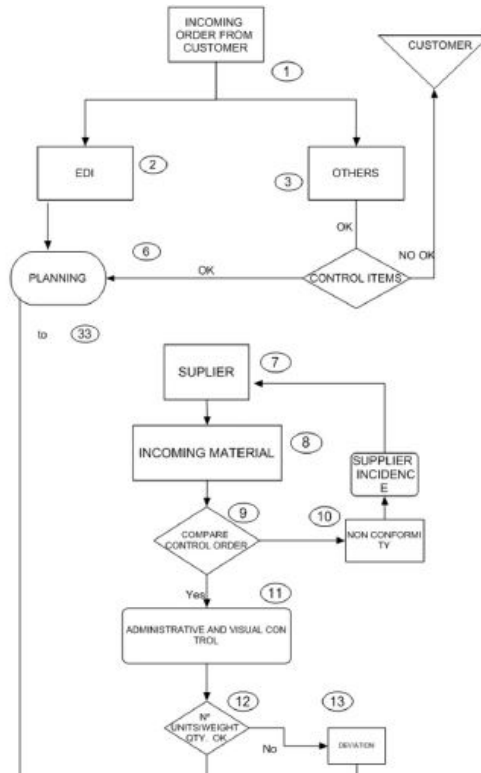 INCOMING
ORDER FROM
CUSTOMER
CUSTOMER
1
EDI
2
3
OTHERS
OK
6
NO OK
PLANNING
OK
CONTROL ITEMS
to 33
SUPLIER
7
INCOMING MATERIAL
8
SUPPLIER
INCIDENC
E
9
10
COMPARE
CONTROL ORDER
NON CONFORMI
TY
Yes
11
ADMINISTRATIVE AND VISUAL CON
TROL
12
13
Nº
UNITS/WEIGHT
QTY. OK
No
DEVIATION